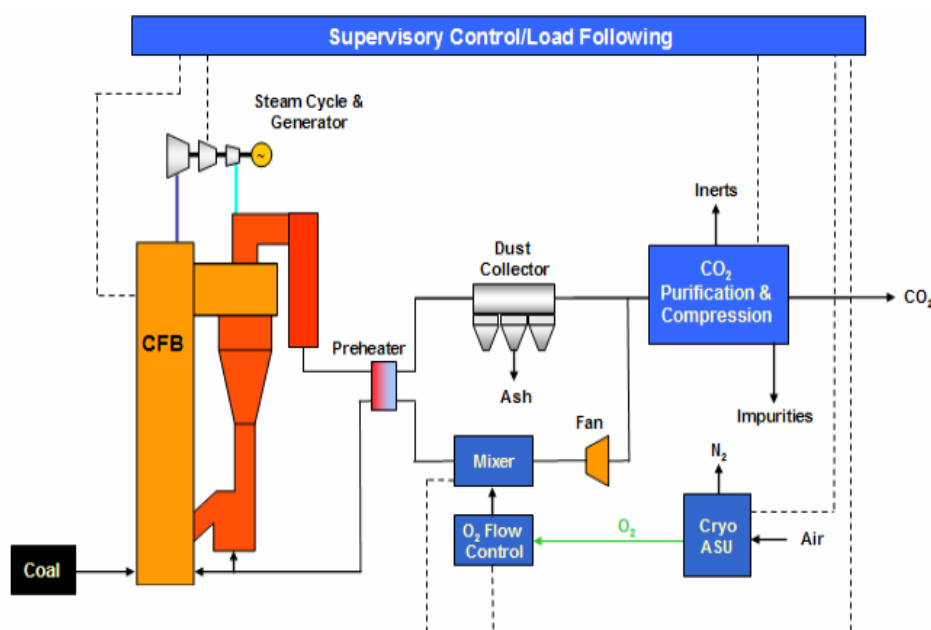 Supervisory Control/Load Following
Steam Cycle &
Generator
~
Inerts
Dust
Collector
CO₂
Purification &
Compression
CO₂
CFB
Preheater
Ash
Impurities
Fan
N₂
Mixer
O₂ Flow
Control
O₂
Cryo
ASU
Air
Coal